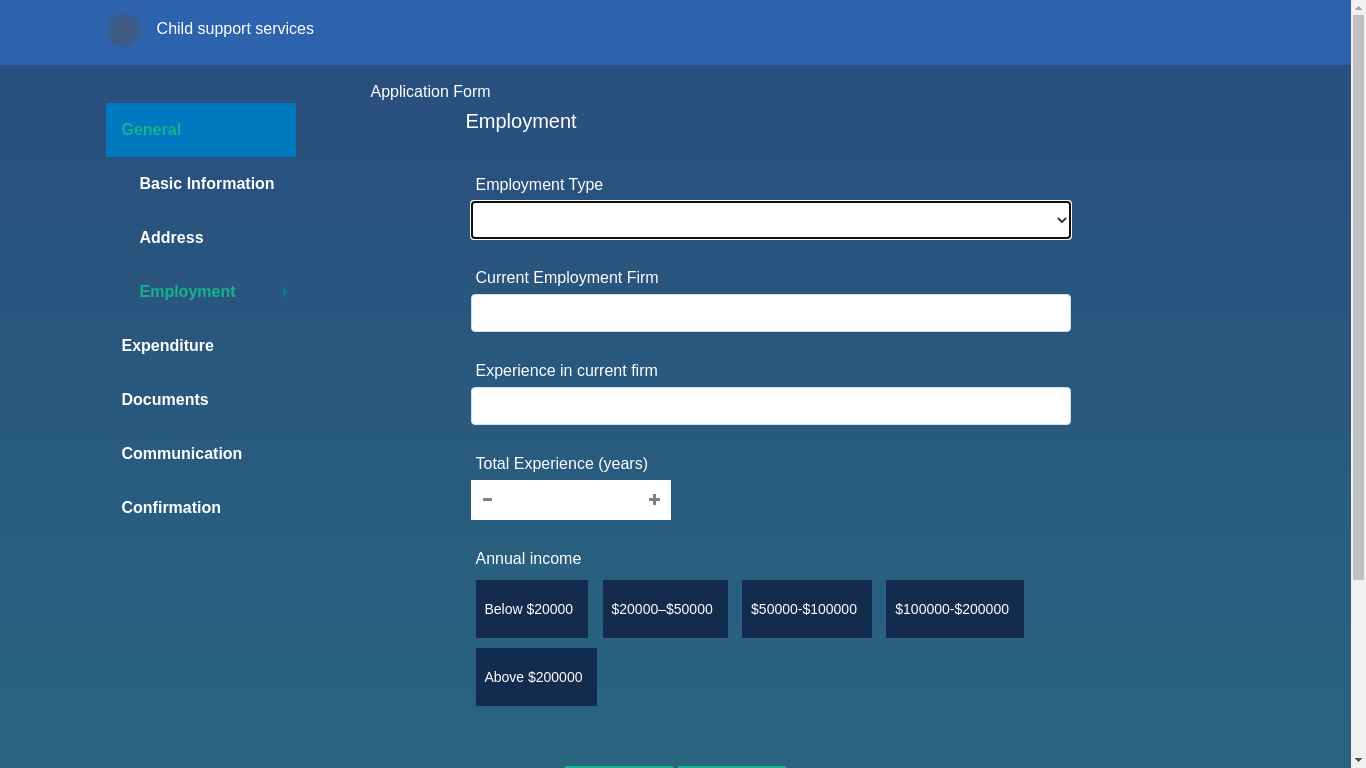 Child support services
Application Form
General
Basic Information
Address
Employment
Expenditure
Documents
Communication
Confirmation
Employment
Employment Type
Current Employment Firm
Experience in current firm
Total Experience (years)
Annual income
Below $20000
$20000–$50000
$50000-$100000
$100000-$200000
Above $200000